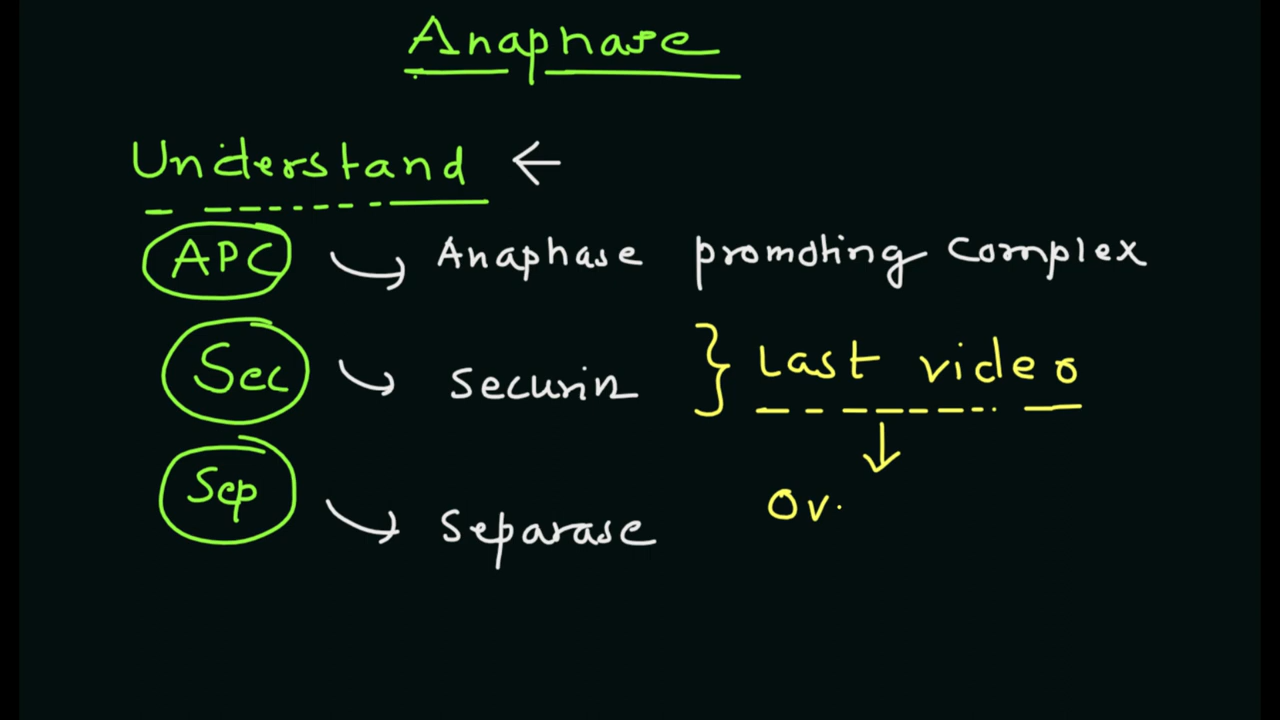 Anaphase
Understand ←
APC → Anaphase promoting complex
Sec → Securin } Last video
↓
Sep → Separase
Ov.